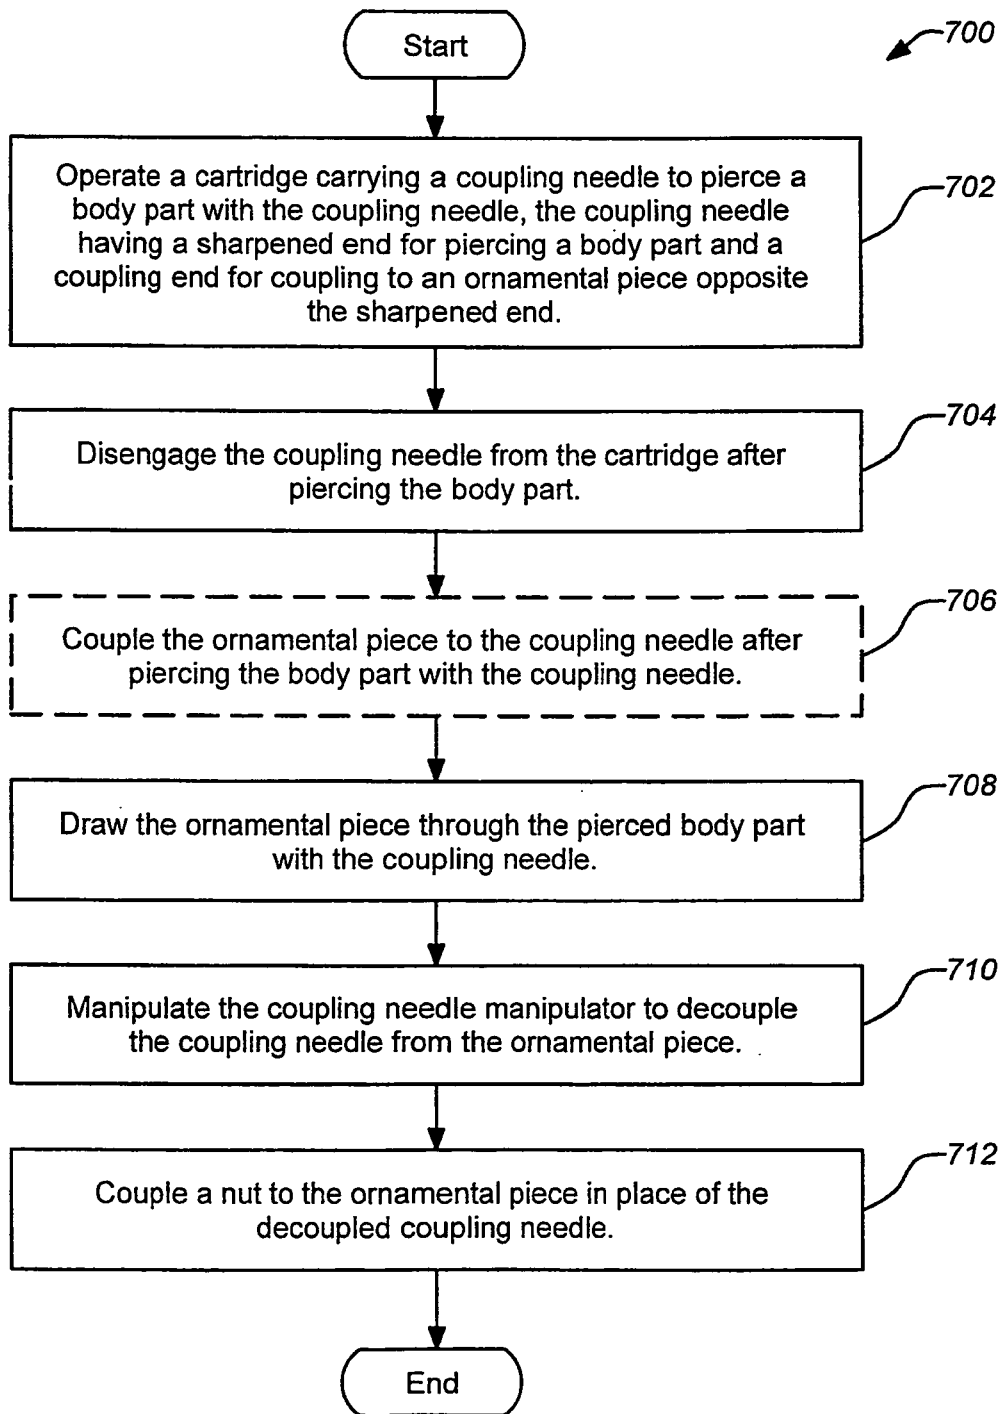 Start
700
Operate a cartridge carrying a coupling needle to pierce a
body part with the coupling needle, the coupling needle
having a sharpened end for piercing a body part and a
coupling end for coupling to an ornamental piece opposite
the sharpened end.
702
Disengage the coupling needle from the cartridge after
piercing the body part.
704
Couple the ornamental piece to the coupling needle after
piercing the body part with the coupling needle.
706
Draw the ornamental piece through the pierced body part
with the coupling needle.
708
Manipulate the coupling needle manipulator to decouple
the coupling needle from the ornamental piece.
710
Couple a nut to the ornamental piece in place of the
decoupled coupling needle.
712
End